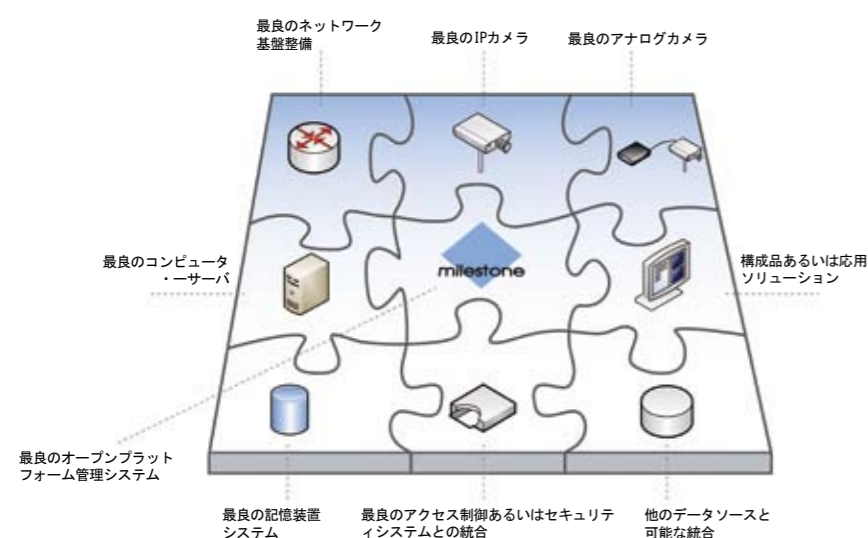 最良のネットワーク
基盤整備
最良のIPカメラ
最良のアナログカメラ
最良のコンピュータ
・ーサーバ
milestone
構成品あるいは応用
ソリューション
最良のオープンプラット
フォーム管理システム
最良の記憶装置
システム
最良のアクセス制御あるいはセキュリテ
ィシステムとの統合
他のデータソースと
可能な統合